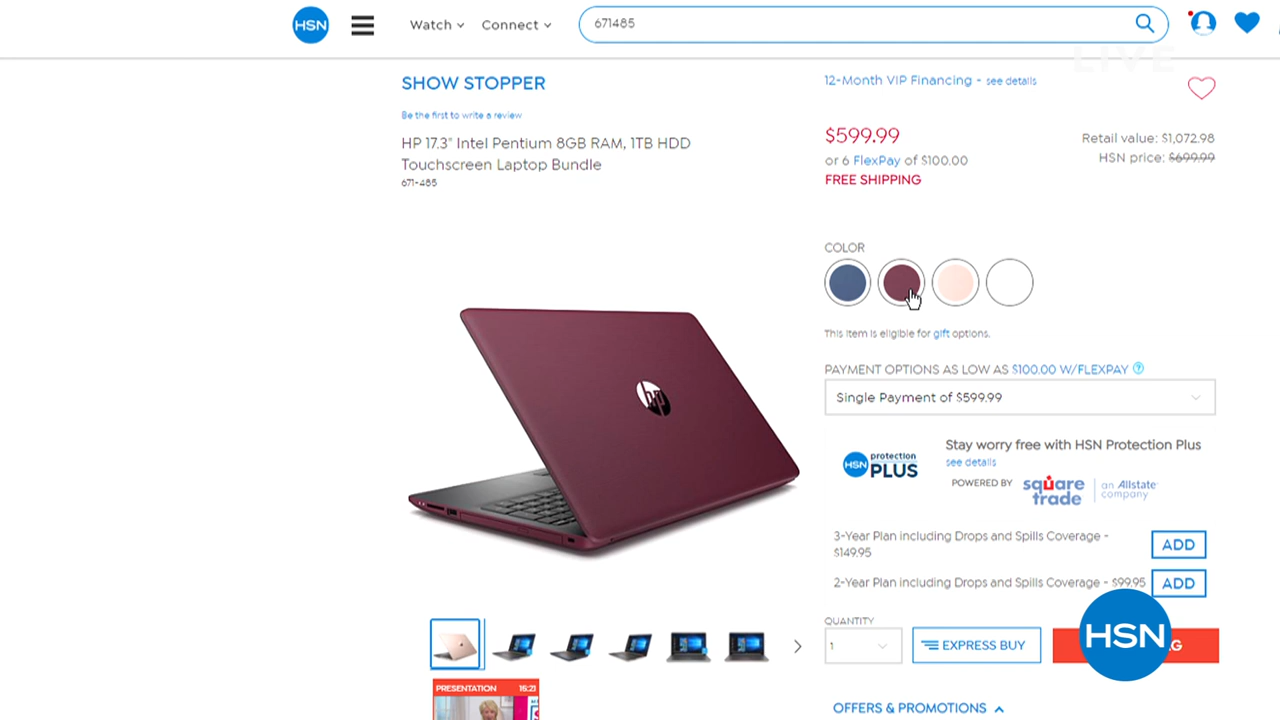 HSN
Watch
Connect
671485
LIVE
SHOW STOPPER
Be the first to write a review
HP 17.3" Intel Pentium 8GB RAM, 1TB HDD
Touchscreen Laptop Bundle
671-485
12-Month VIP Financing - see details
$599.99
Retail value: $1,072.98
or 6 FlexPay of $100.00
HSN price: $699.99
FREE SHIPPING
COLOR
This item is eligible for gift options.
PAYMENT OPTIONS AS LOW AS $100.00 W/FLEXPAY ?
Single Payment of $599.99
hp
HSN protection PLUS
Stay worry free with HSN Protection Plus
see details
POWERED BY square trade an Allstate company
3-Year Plan including Drops and Spills Coverage -
$149.95
ADD
2-Year Plan including Drops and Spills Coverage - $99.95
ADD
QUANTITY
1
EXPRESS BUY
HSN
G
PRESENTATION 15:21
OFFERS & PROMOTIONS